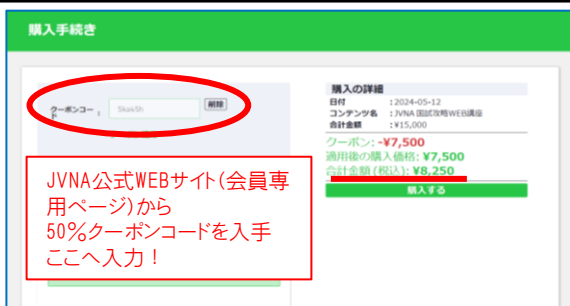 購入手続き
クーポンコード :
5ka45h
削除
購入の詳細
日付 : 2024-05-12
コンテンツ名 : JVNA 国試攻略WEB講座
合計金額 : ¥15,000
クーポン: -¥7,500
適用後の購入価格: ¥7,500
合計金額(税込): ¥8,250
購入する
JVNA公式WEBサイト(会員専
用ページ)から
50%クーポンコードを入手
ここへ入力!